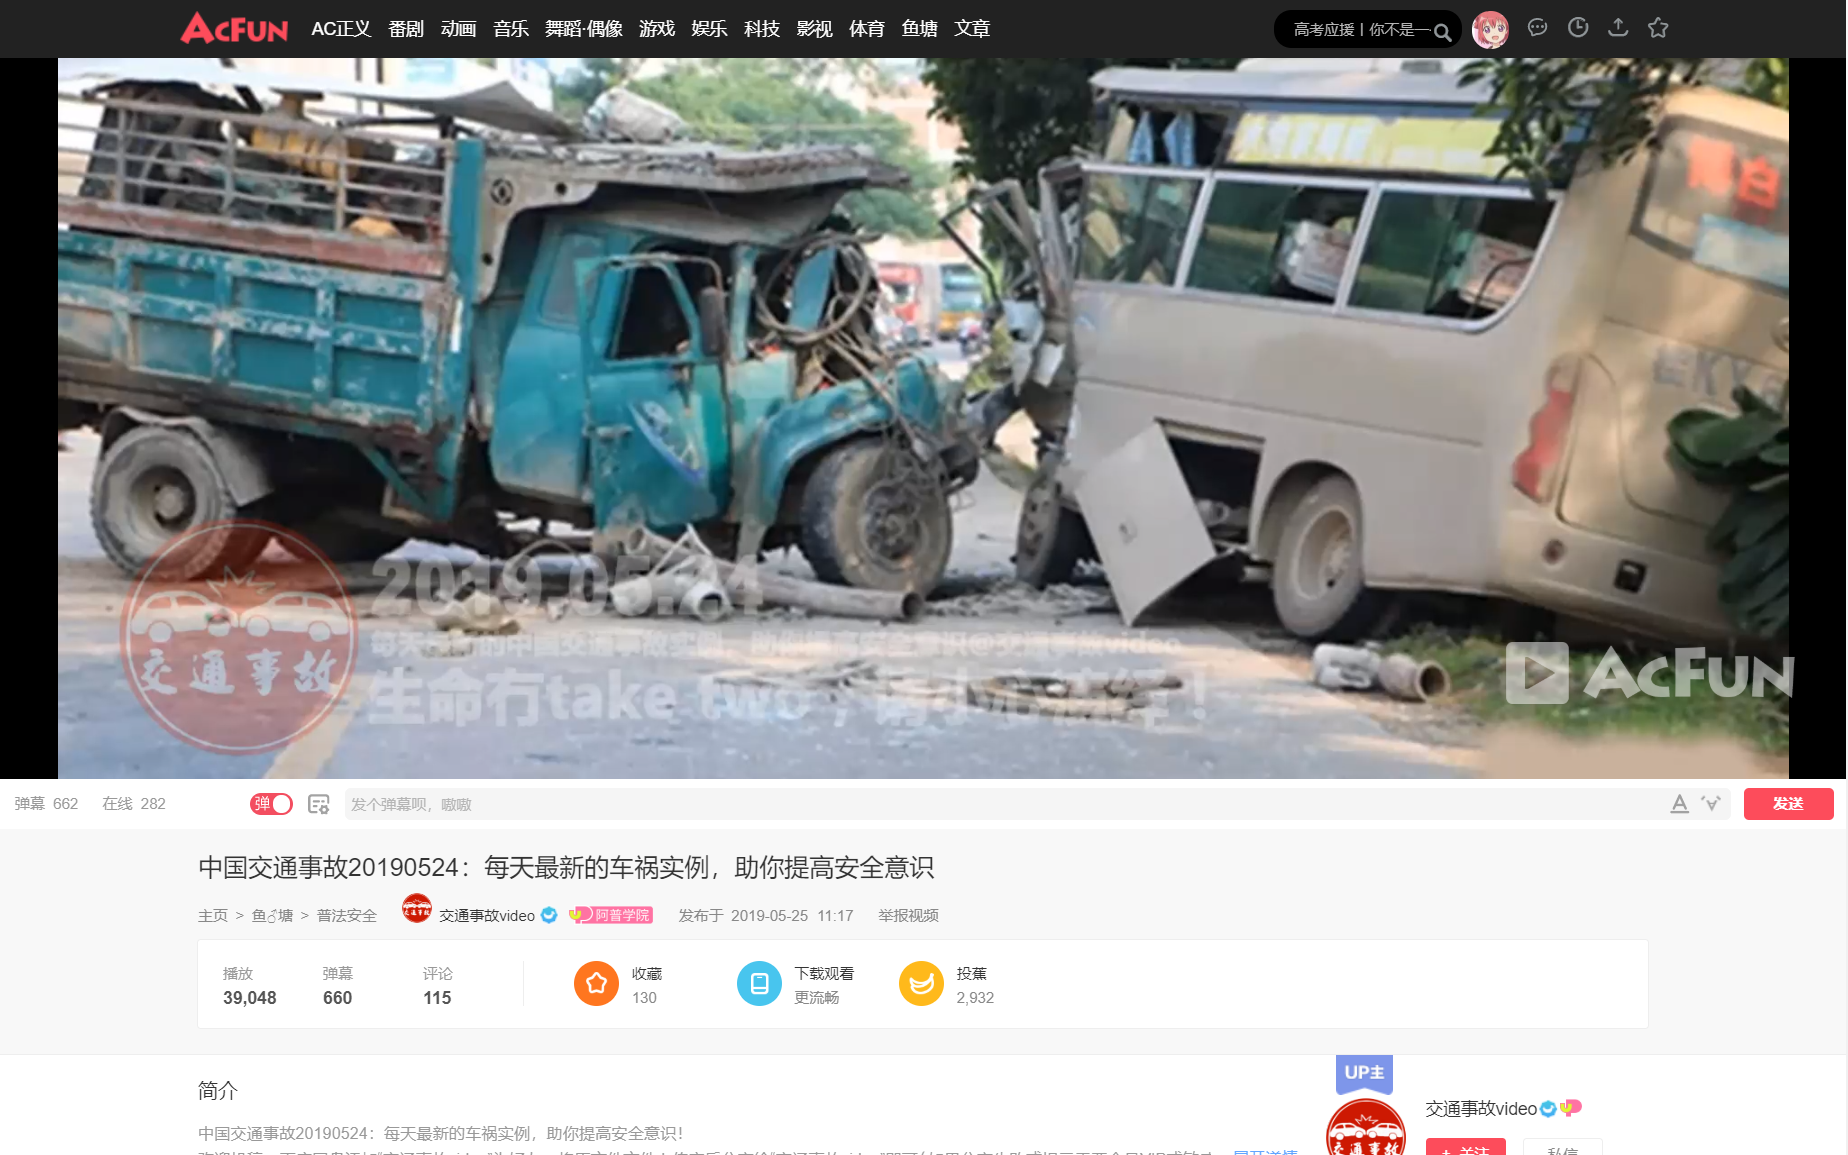 AcFun
AC正义 番剧 动画 音乐 舞蹈·偶像 游戏 娱乐 科技 影视 体育 鱼塘 文章
高考应援丨你不是一
2019.05.24
交通事故
生命冇take two，请小心驾驶！
AcFun
弹幕 662 在线 282
弹
发个弹幕呗，嗷嗷
发送
中国交通事故20190524：每天最新的车祸实例，助你提高安全意识
主页 > 鱼♂塘 > 普法安全 交通事故video 阿普学院 发布于 2019-05-25 11:17 举报视频
播放 弹幕 评论 收藏 下载观看 投蕉
39,048 660 115 130 更流畅 2,932
UP主
简介
交通事故video
中国交通事故20190524：每天最新的车祸实例，助你提高安全意识！
+ 关注 私信